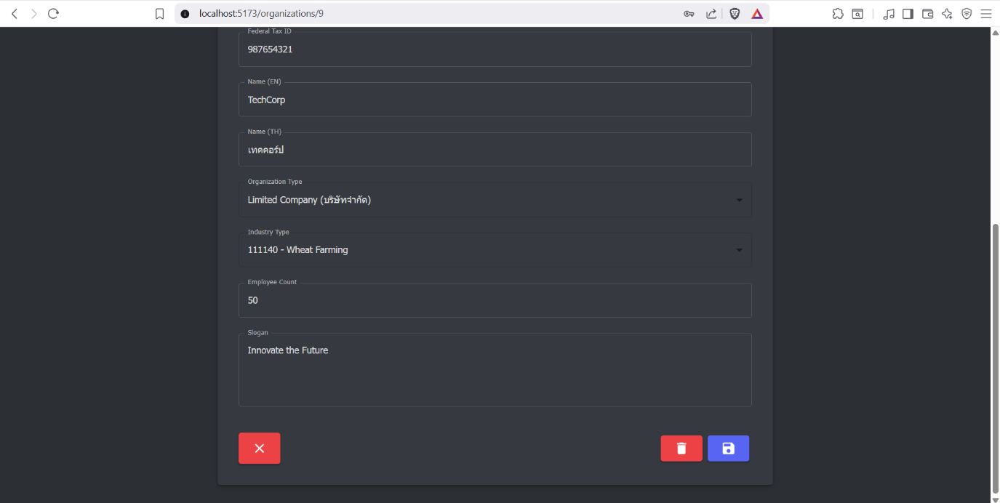 localhost:5173/organizations/9
Federal Tax ID
987654321
Name (EN)
TechCorp
Name (TH)
เทคคอร์ป
Organization Type
Limited Company (บริษัทจำกัด)
Industry Type
111140 - Wheat Farming
Employee Count
50
Slogan
Innovate the Future